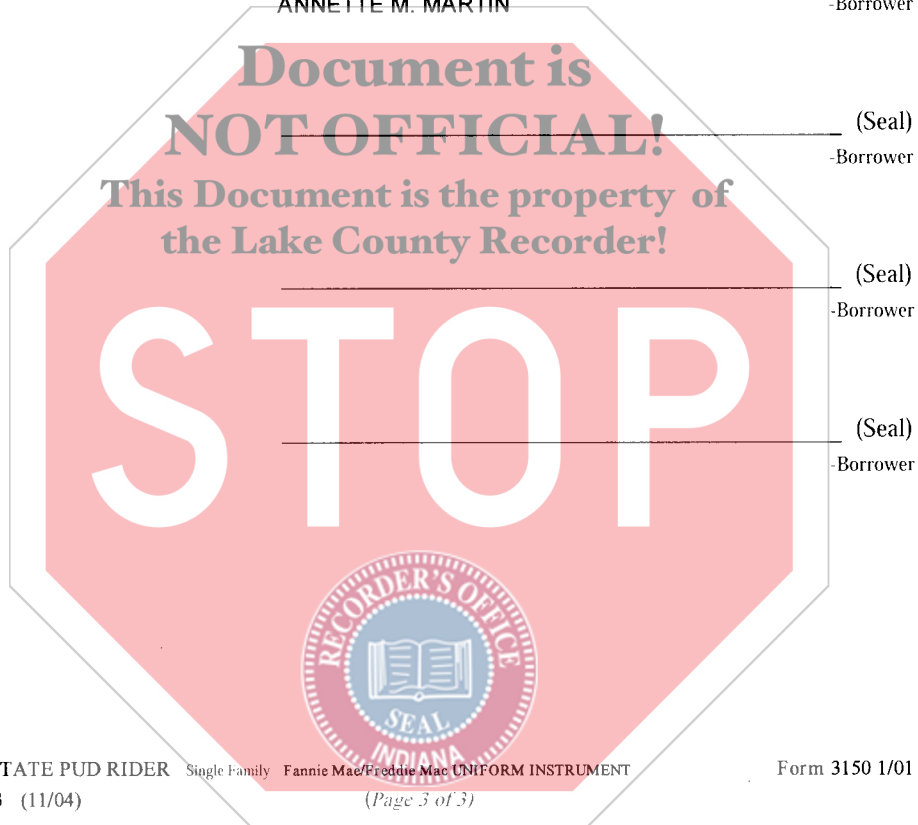 ANNETTE M. MARTIN
-Borrower
Document is
NOT OFFICIAL!
(Seal)
-Borrower
This Document is the property of
the Lake County Recorder!
(Seal)
-Borrower
STOP
(Seal)
-Borrower
RECORDER'S OFFICE
SEAL
INDIANA
TATE PUD RIDER Single Family Fannie Mae/Freddie Mac UNIFORM INSTRUMENT Form 3150 1/01
(11/04) (Page 3 of 3)